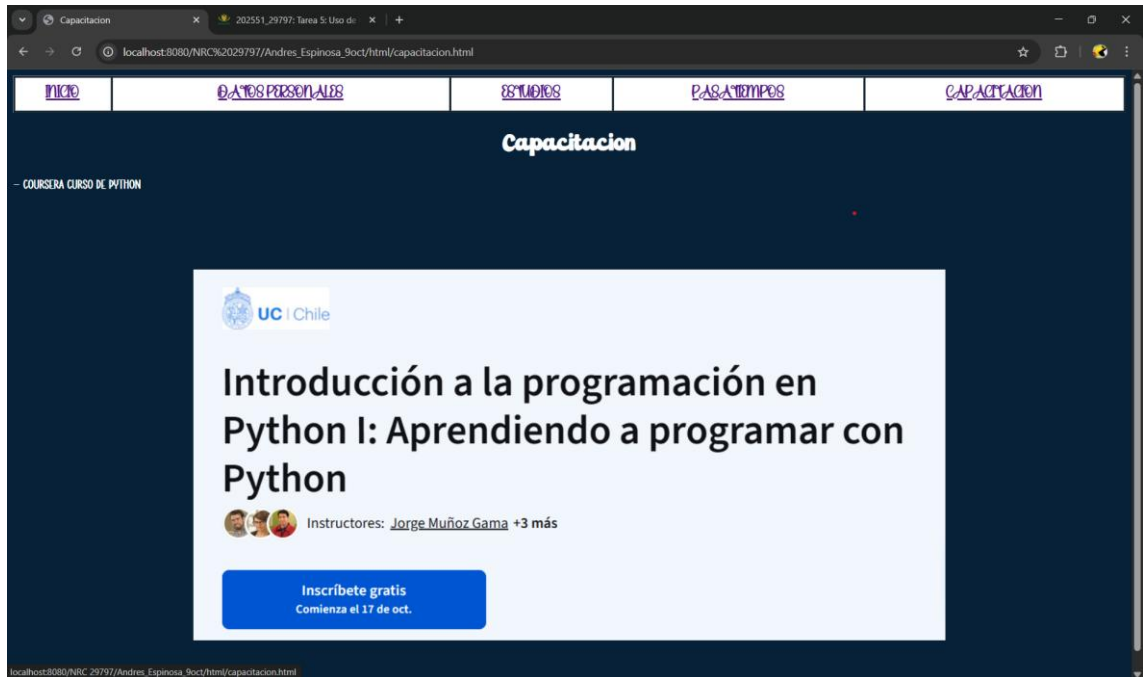 Capacitacion
202551_29797: Tarea 5: Uso de
localhost:8080/NRC%2029797/Andres_Espinosa_9oct/html/capacitacion.html
INICIO
DATOS PERSONALES
ESTUDIOS
PASATIEMPOS
CAPACITACION
Capacitacion
- COURSERA CURSO DE PYTHON
UC | Chile
Introducción a la programación en
Python I: Aprendiendo a programar con
Python
Instructores: Jorge Muñoz Gama +3 más
Inscríbete gratis
Comienza el 17 de oct.
localhost:8080/NRC 29797/Andres_Espinosa_9oct/html/capacitacion.html